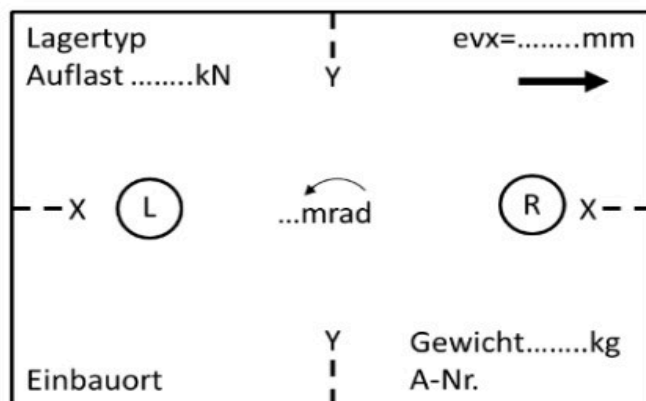 Lagertyp
Auflast ........kN
Y
evx=........mm
X
L
...mrad
R
X
Y
Gewicht........kg
Einbauort
A-Nr.